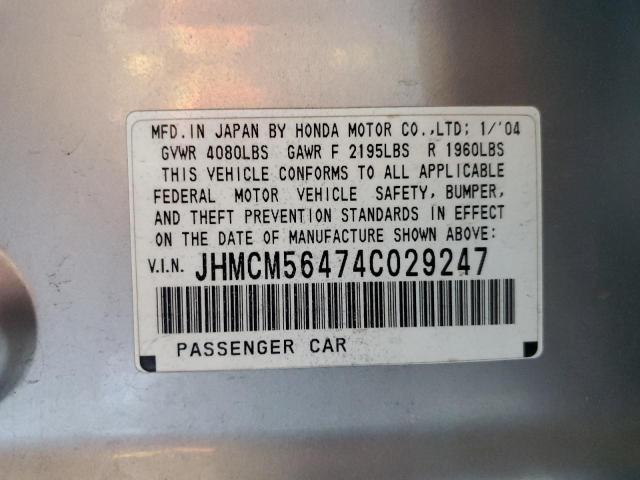 MFD. IN JAPAN BY HONDA MOTOR CO.,LTD; 1/'04
GVWR 4080LBS GAWR F 2195LBS R 1960LBS
THIS VEHICLE CONFORMS TO ALL APPLICABLE
FEDERAL MOTOR VEHICLE SAFETY, BUMPER,
AND THEFT PREVENTION STANDARDS IN EFFECT
ON THE DATE OF MANUFACTURE SHOWN ABOVE:
V.I.N. JHMCM56474C029247
PASSENGER CAR